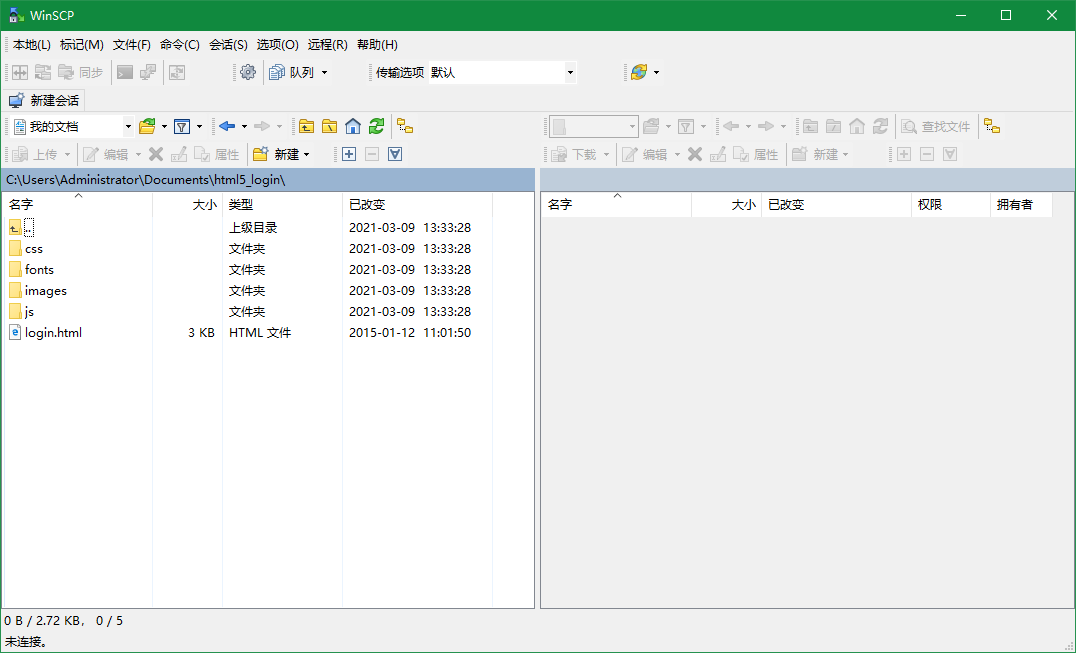 WinSCP
本地(L) 标记(M) 文件(F) 命令(C) 会话(S) 选项(O) 远程(R) 帮助(H)
同步 队列 传输选项 默认
新建会话
我的文档 查找文件
上传 编辑 属性 新建 下载 编辑 属性 新建
C:\Users\Administrator\Documents\html5_login\
名字 大小 类型 已改变 名字 大小 已改变 权限 拥有者
.. 上级目录 2021-03-09 13:33:28
css 文件夹 2021-03-09 13:33:28
fonts 文件夹 2021-03-09 13:33:28
images 文件夹 2021-03-09 13:33:28
js 文件夹 2021-03-09 13:33:28
login.html 3 KB HTML 文件 2015-01-12 11:01:50
0 B / 2.72 KB, 0 / 5
未连接。